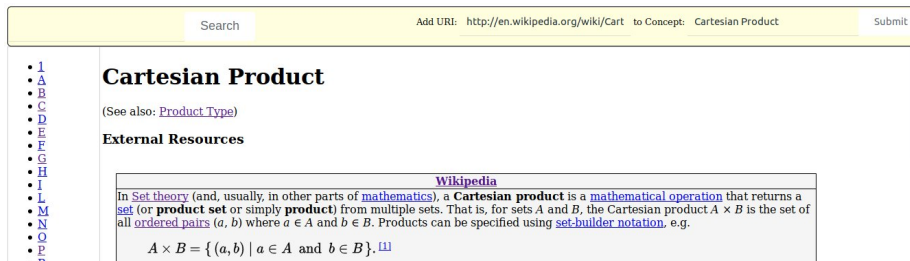 Search
Add URI: http://en.wikipedia.org/wiki/Cart to Concept: Cartesian Product Submit
1
A
B
C
D
E
F
G
H
I
L
M
N
O
P
Cartesian Product
(See also: Product Type)
External Resources
Wikipedia
In Set theory (and, usually, in other parts of mathematics), a Cartesian product is a mathematical operation that returns a
set (or product set or simply product) from multiple sets. That is, for sets A and B, the Cartesian product A × B is the set of
all ordered pairs (a, b) where a ∈ A and b ∈ B. Products can be specified using set-builder notation, e.g.
A × B = { (a, b) | a ∈ A and b ∈ B }. [1]